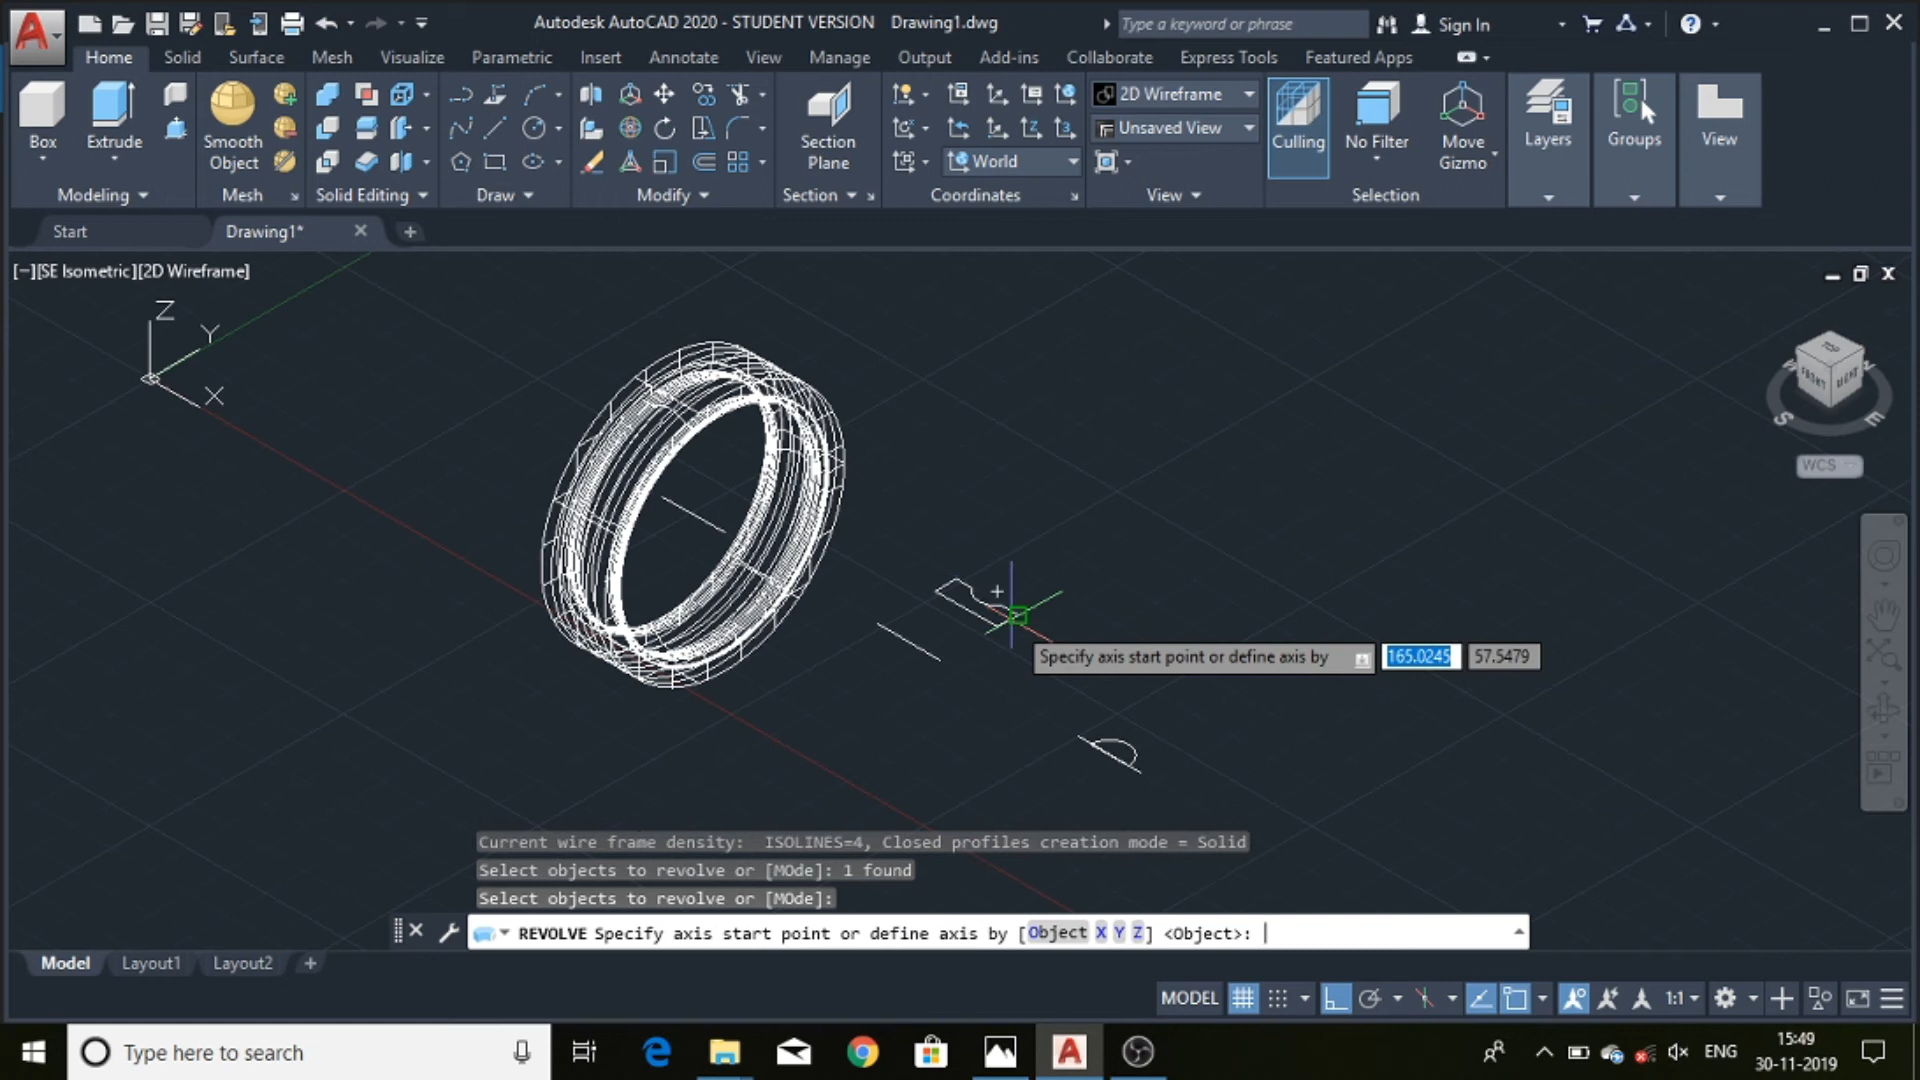 Autodesk AutoCAD 2020 - STUDENT VERSION Drawing1.dwg
Type a keyword or phrase
Sign In
Home Solid Surface Mesh Visualize Parametric Insert Annotate View Manage Output Add-ins Collaborate Express Tools Featured Apps
Box
Extrude
Smooth Object
Section Plane
2D Wireframe
Unsaved View
World
Culling
No Filter
Move Gizmo
Layers
Groups
View
Modeling
Mesh
Solid Editing
Draw
Modify
Section
Coordinates
View
Selection
Start
Drawing1*
[−][SE Isometric][2D Wireframe]
Z
Y
X
TOP
FRONT
S
E
WCS
Specify axis start point or define axis by 165.0245 57.5479
Current wire frame density: ISOLINES=4, Closed profiles creation mode = Solid
Select objects to revolve or [MOde]: 1 found
Select objects to revolve or [MOde]:
REVOLVE Specify axis start point or define axis by [Object X Y Z] <Object>:
Model Layout1 Layout2
MODEL
1:1
Type here to search
ENG
15:49
30-11-2019